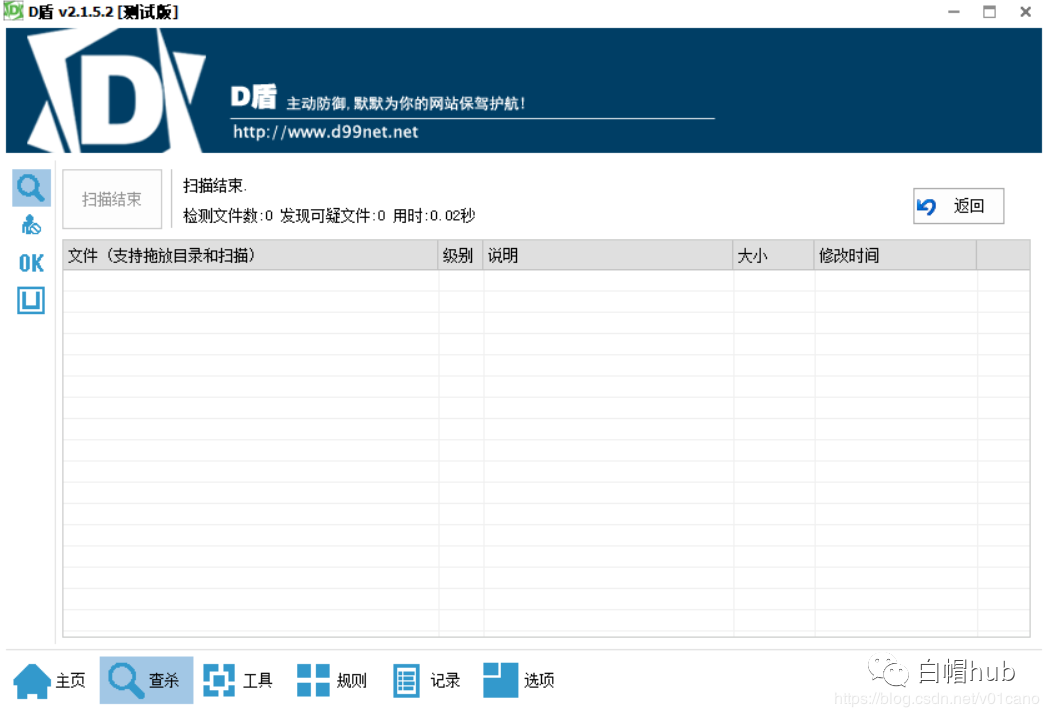 D盾 v2.1.5.2 [测试版]
D盾 主动防御,默默为你的网站保驾护航!
http://www.d99net.net
扫描结束
扫描结束.
检测文件数:0 发现可疑文件:0 用时:0.02秒
返回
OK
文件（支持拖放目录和扫描） 级别 说明 大小 修改时间
主页 查杀 工具 规则 记录 选项
白帽hub
https://blog.csdn.net/v01cano